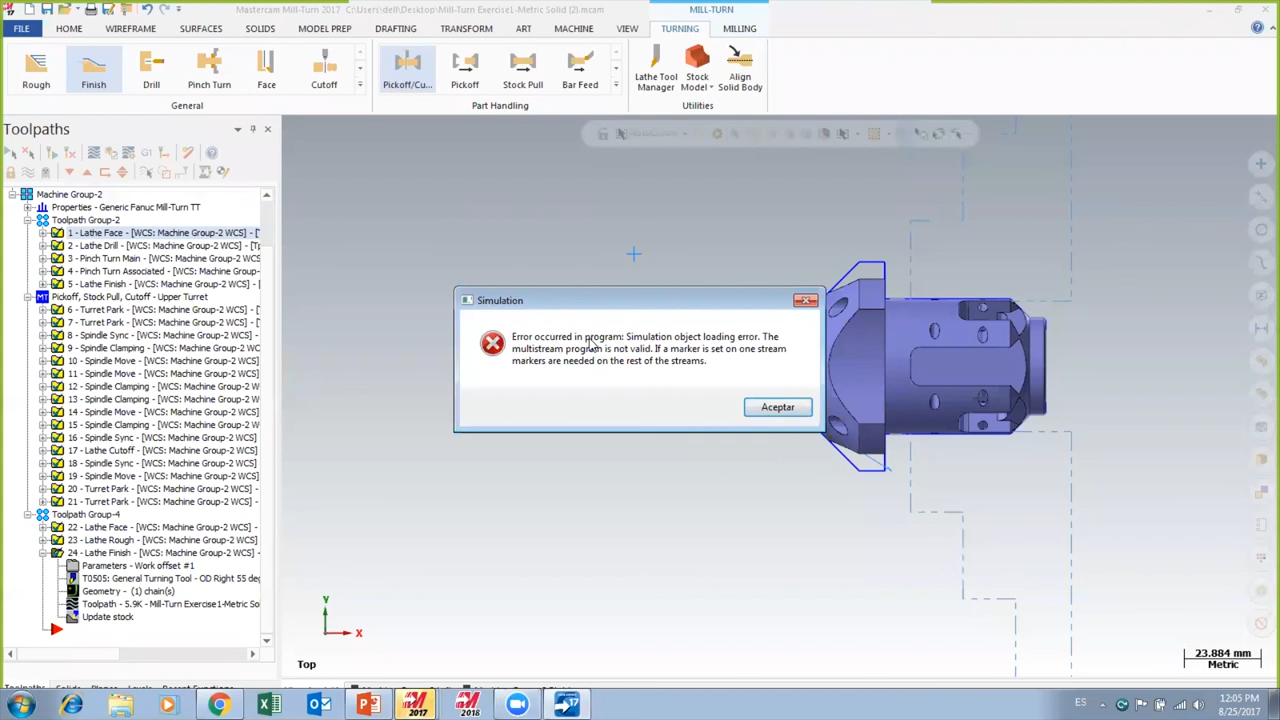 Mastercam Mill-Turn 2017 C:\Users\dell\Desktop\Mill-Turn Exercise1-Metric Solid (2).mcam
MILL-TURN
FILE HOME WIREFRAME SURFACES SOLIDS MODEL PREP DRAFTING TRANSFORM ART MACHINE VIEW TURNING MILLING
Rough Finish Drill Pinch Turn Face Cutoff Pickoff/Cu... Pickoff Stock Pull Bar Feed Lathe Tool Manager Stock Model Align Solid Body
General Part Handling Utilities
Toolpaths
G1
Machine Group-2
Properties - Generic Fanuc Mill-Turn TT
Toolpath Group-2
1 - Lathe Face - [WCS: Machine Group-2 WCS] - ["
2 - Lathe Drill - [WCS: Machine Group-2 WCS] - [Tp
3 - Pinch Turn Main - [WCS: Machine Group-2 WCS]
4 - Pinch Turn Associated - [WCS: Machine Group-
5 - Lathe Finish - [WCS: Machine Group-2 WCS] -
MT Pickoff, Stock Pull, Cutoff - Upper Turret
6 - Turret Park - [WCS: Machine Group-2 WCS] -
7 - Turret Park - [WCS: Machine Group-2 WCS] -
8 - Spindle Sync - [WCS: Machine Group-2 WCS]
9 - Spindle Clamping - [WCS: Machine Group-2 W
10 - Spindle Move - [WCS: Machine Group-2 WCS]
11 - Spindle Move - [WCS: Machine Group-2 WCS]
12 - Spindle Clamping - [WCS: Machine Group-2
13 - Spindle Clamping - [WCS: Machine Group-2
14 - Spindle Move - [WCS: Machine Group-2 WCS]
15 - Spindle Clamping - [WCS: Machine Group-2
16 - Spindle Sync - [WCS: Machine Group-2 WCS
17 - Lathe Cutoff - [WCS: Machine Group-2 WCS]
18 - Spindle Sync - [WCS: Machine Group-2 WCS
19 - Spindle Move - [WCS: Machine Group-2 WCS]
20 - Turret Park - [WCS: Machine Group-2 WCS] -
21 - Turret Park - [WCS: Machine Group-2 WCS] -
Toolpath Group-4
22 - Lathe Face - [WCS: Machine Group-2 WCS] -
23 - Lathe Rough - [WCS: Machine Group-2 WCS]
24 - Lathe Finish - [WCS: Machine Group-2 WCS] -
Parameters - Work offset #1
T0505: General Turning Tool - OD Right 55 de
Geometry - (1) chain(s)
Toolpath - 5.9K - Mill-Turn Exercise1-Metric So
Update stock
Simulation
Error occurred in program: Simulation object loading error. The
multistream program is not valid. If a marker is set on one stream
markers are needed on the rest of the streams.
Aceptar
Y
X
Top
23.884 mm
Metric
Toolpaths Solids Planes Levels Recent Functions
2017 2018 17
ES 12:05 PM
8/25/2017